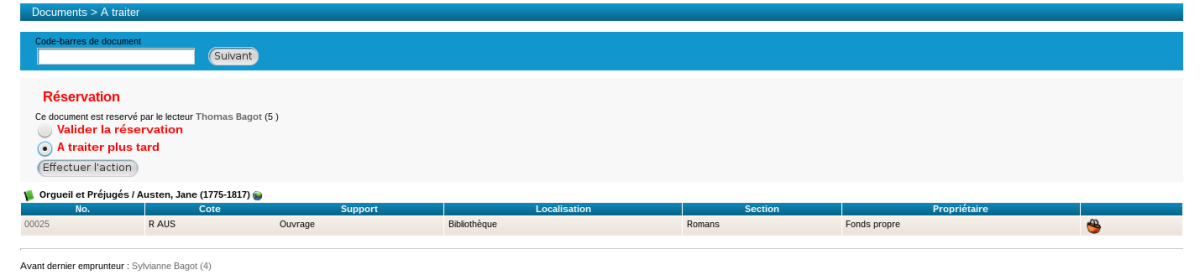 Documents > A traiter
Code-barres de document
Suivant
Réservation
Ce document est reservé par le lecteur Thomas Bagot (5 )
Valider la réservation
A traiter plus tard
Effectuer l'action
Orgueil et Préjugés / Austen, Jane (1775-1817)
No. Cote Support Localisation Section Propriétaire
00025 R AUS Ouvrage Bibliothèque Romans Fonds propre
Avant dernier emprunteur : Sylvianne Bagot (4)